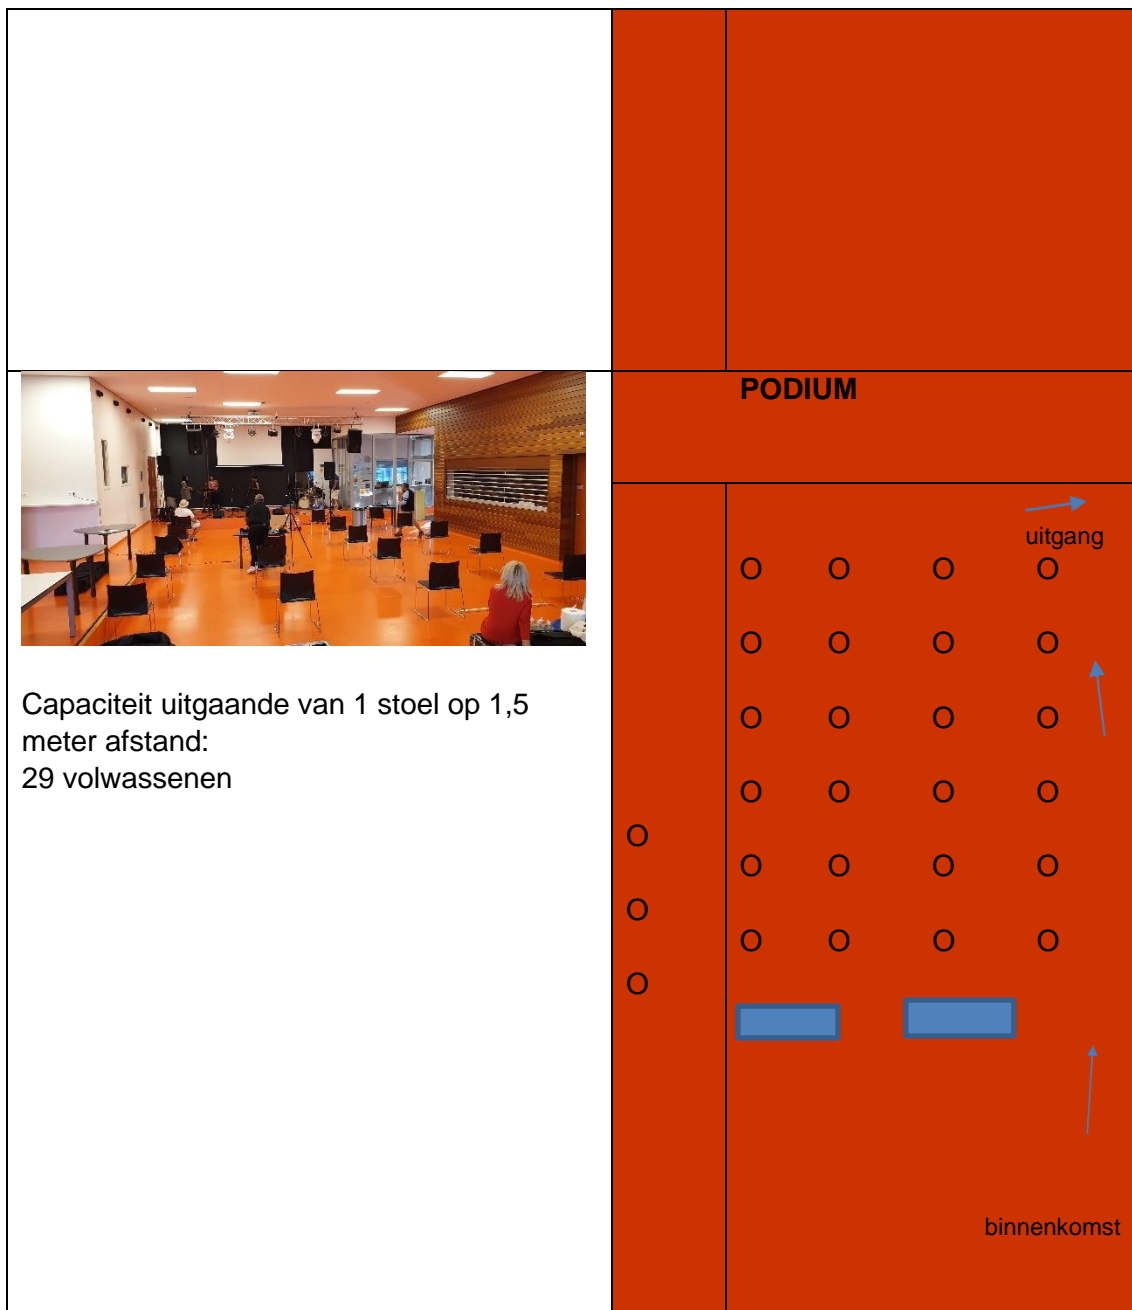 Capaciteit uitgaande van 1 stoel op 1,5
meter afstand:
29 volwassenen
PODIUM
uitgang
O O O O
O O O O
O O O O
O O O O
O
O O O O
O
O O O O
O
binnenkomst